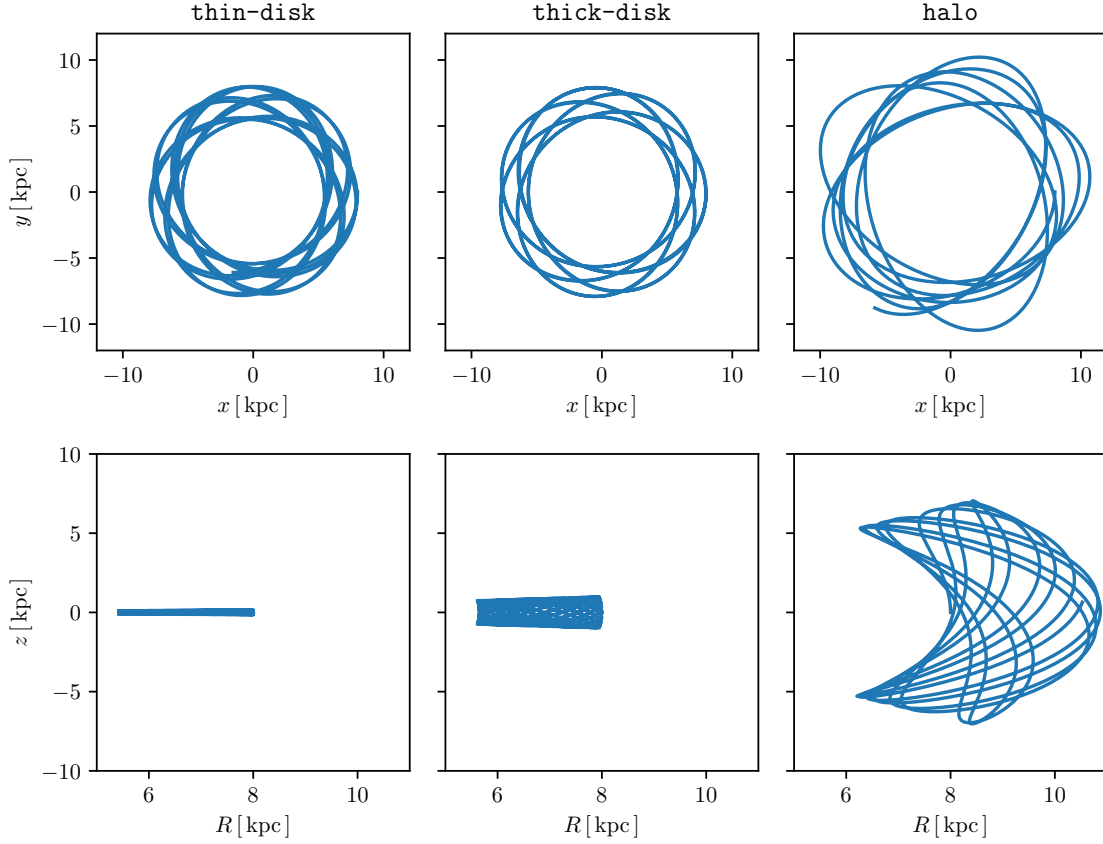 thin-disk thick-disk halo
10
5
0
−5
−10
y [ kpc ]
−10 0 10 −10 0 10 −10 0 10
x [ kpc ] x [ kpc ] x [ kpc ]
10
5
0
−5
−10
z [ kpc ]
6 8 10 6 8 10 6 8 10
R [ kpc ] R [ kpc ] R [ kpc ]